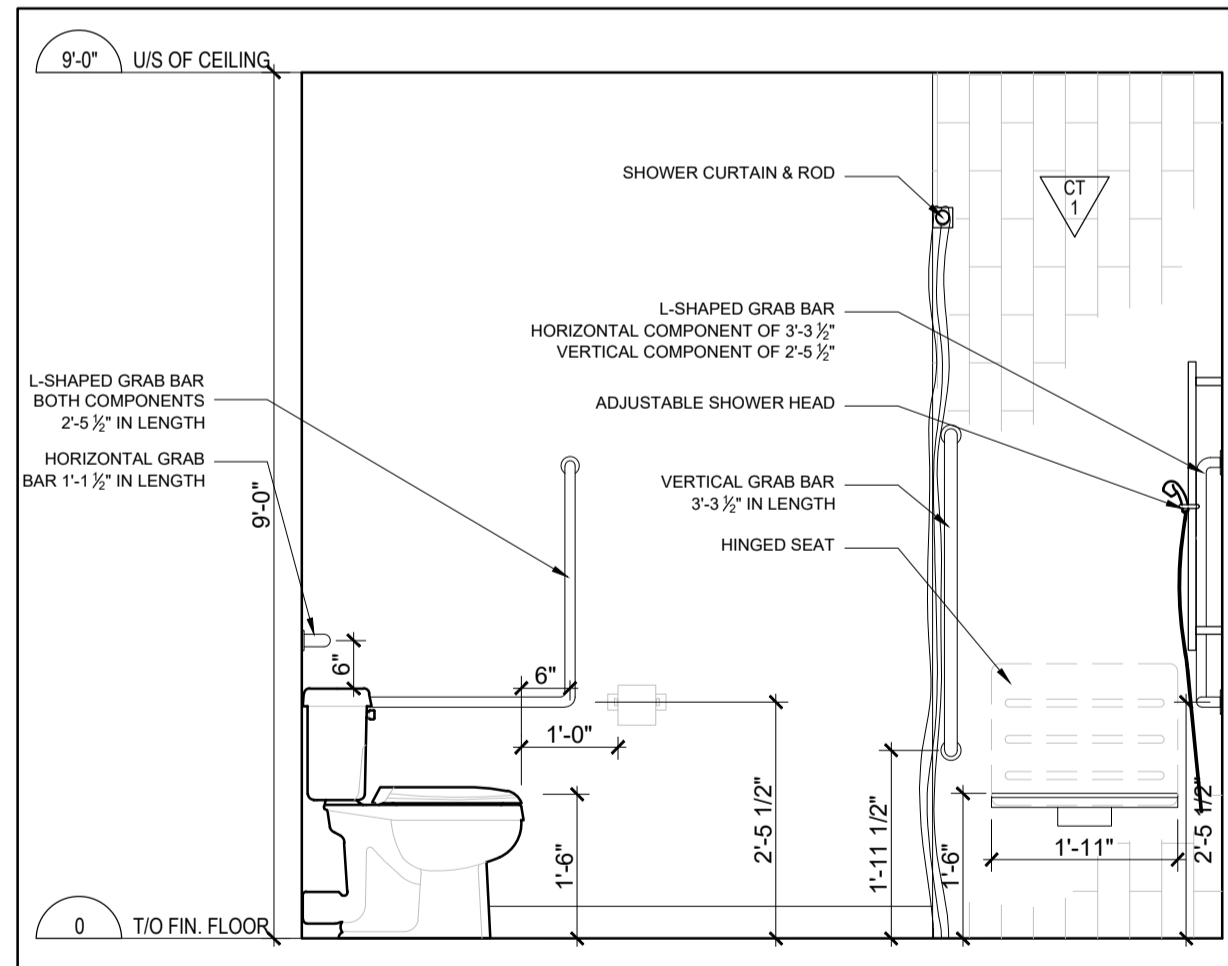 9'-0" U/S OF CEILING
SHOWER CURTAIN & ROD
CT
1
L-SHAPED GRAB BAR
HORIZONTAL COMPONENT OF 3'-3 ½"
VERTICAL COMPONENT OF 2'-5 ½"
L-SHAPED GRAB BAR
BOTH COMPONENTS
2'-5 ½" IN LENGTH
ADJUSTABLE SHOWER HEAD
HORIZONTAL GRAB
BAR 1'-1 ½" IN LENGTH
VERTICAL GRAB BAR
3'-3 ½" IN LENGTH
9'-0"
HINGED SEAT
6"
6"
1'-0"
1'-6"
2'-5 1/2"
1'-11 1/2"
1'-6"
1'-11"
2'-5 1/2"
0 T/O FIN. FLOOR